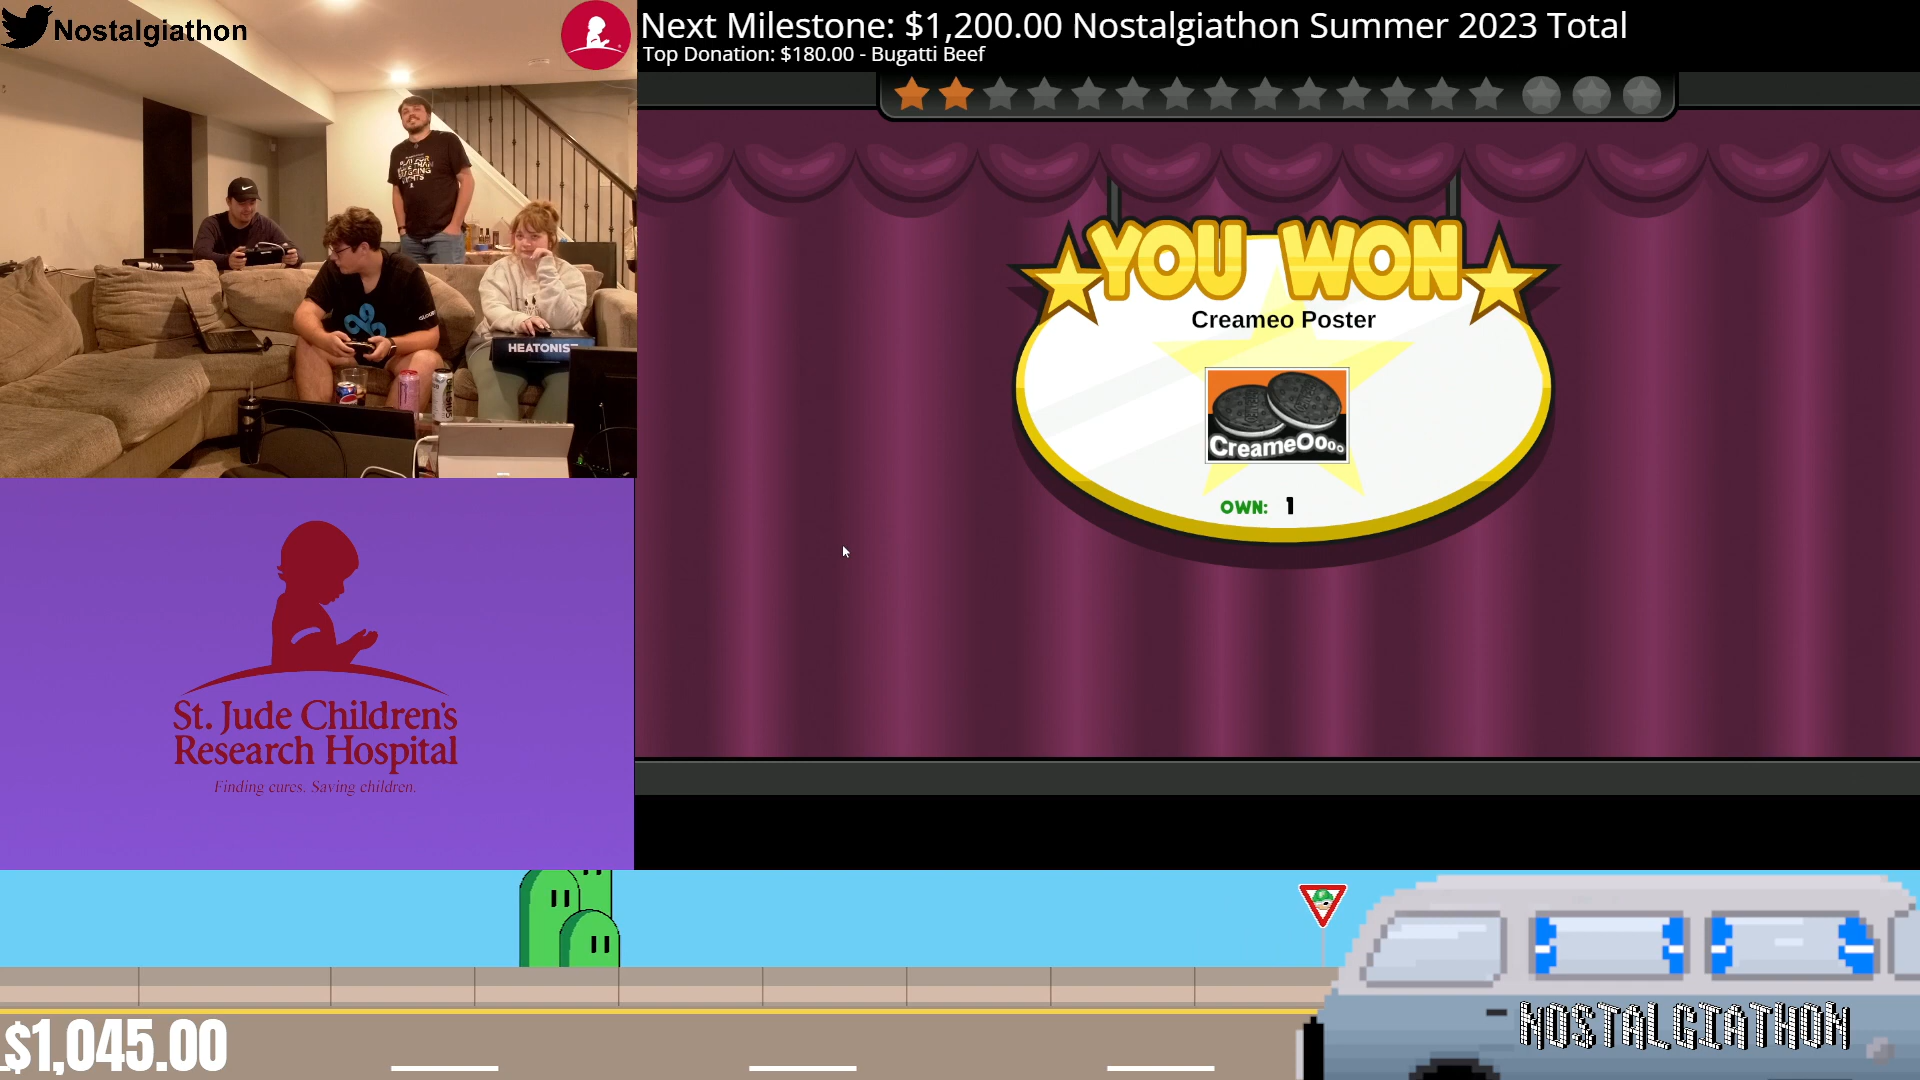 Nostalgiathon
Next Milestone: $1,200.00 Nostalgiathon Summer 2023 Total
Top Donation: $180.00 - Bugatti Beef
YOU WON
Creameo Poster
CreameOooo
OWN: 1
HEATONIST
St. Jude Children's
Research Hospital
Finding cures. Saving children.
$1,045.00
NOSTALGIATHON